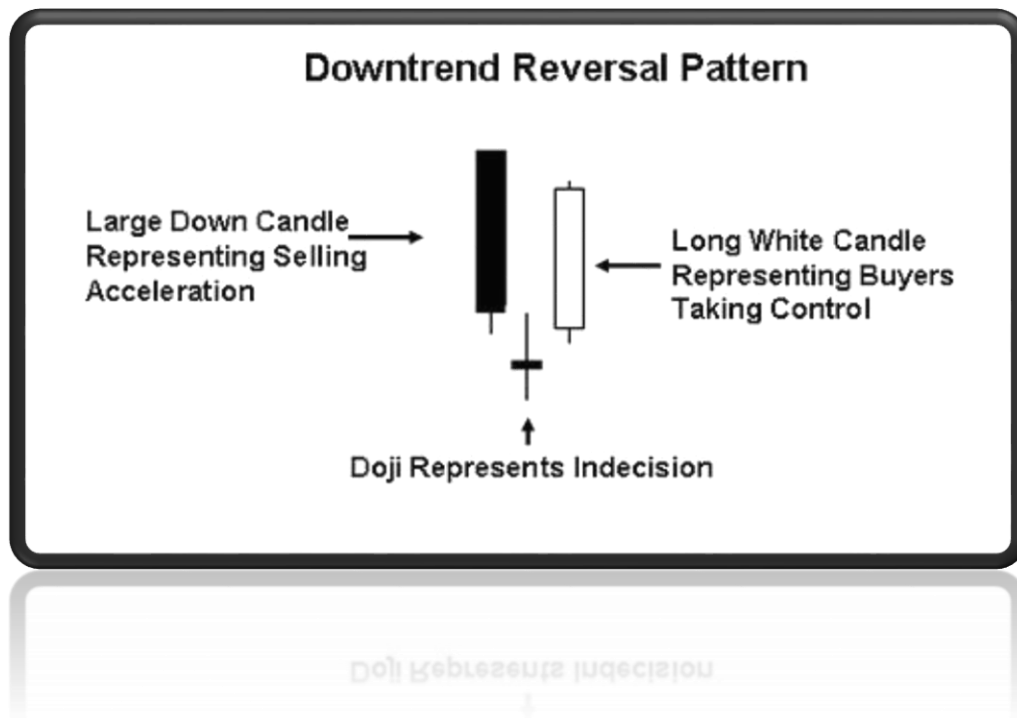 Downtrend Reversal Pattern
Large Down Candle
Representing Selling
Acceleration
Long White Candle
Representing Buyers
Taking Control
Doji Represents Indecision